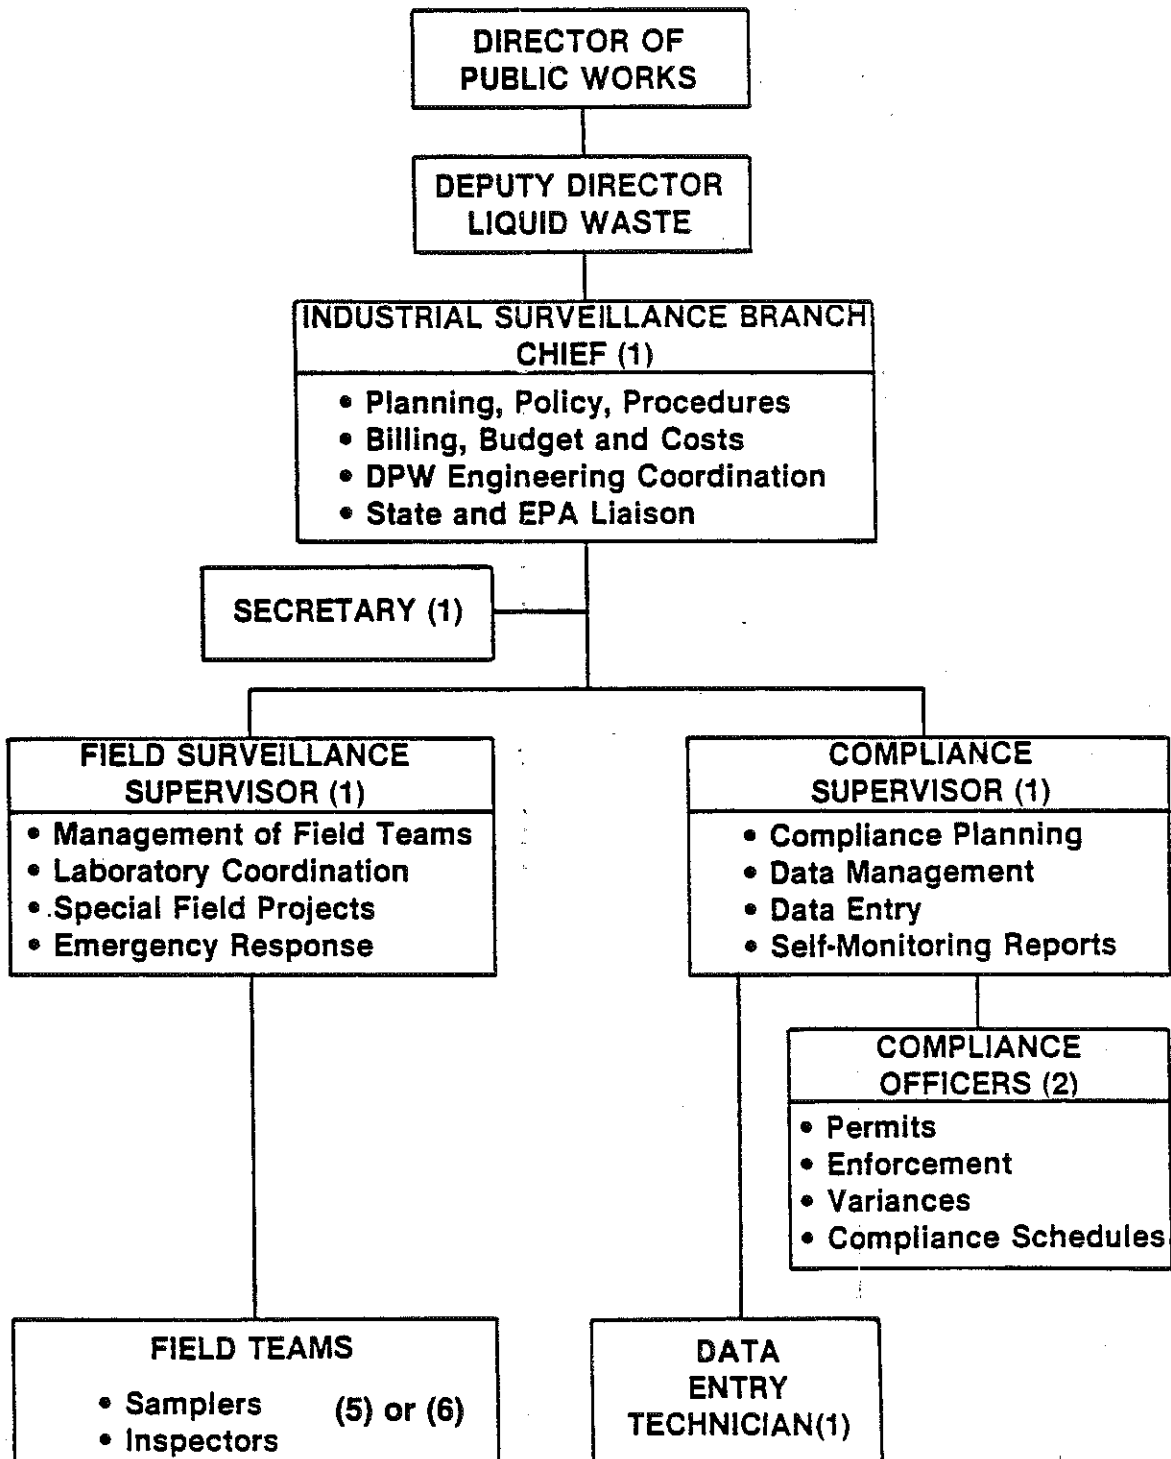 DIRECTOR OF
PUBLIC WORKS
DEPUTY DIRECTOR
LIQUID WASTE
INDUSTRIAL SURVEILLANCE BRANCH
CHIEF (1)
• Planning, Policy, Procedures
• Billing, Budget and Costs
• DPW Engineering Coordination
• State and EPA Liaison
SECRETARY (1)
FIELD SURVEILLANCE
SUPERVISOR (1)
• Management of Field Teams
• Laboratory Coordination
• Special Field Projects
• Emergency Response
COMPLIANCE
SUPERVISOR (1)
• Compliance Planning
• Data Management
• Data Entry
• Self-Monitoring Reports
COMPLIANCE
OFFICERS (2)
• Permits
• Enforcement
• Variances
• Compliance Schedules
FIELD TEAMS
• Samplers (5) or (6)
• Inspectors
DATA
ENTRY
TECHNICIAN(1)